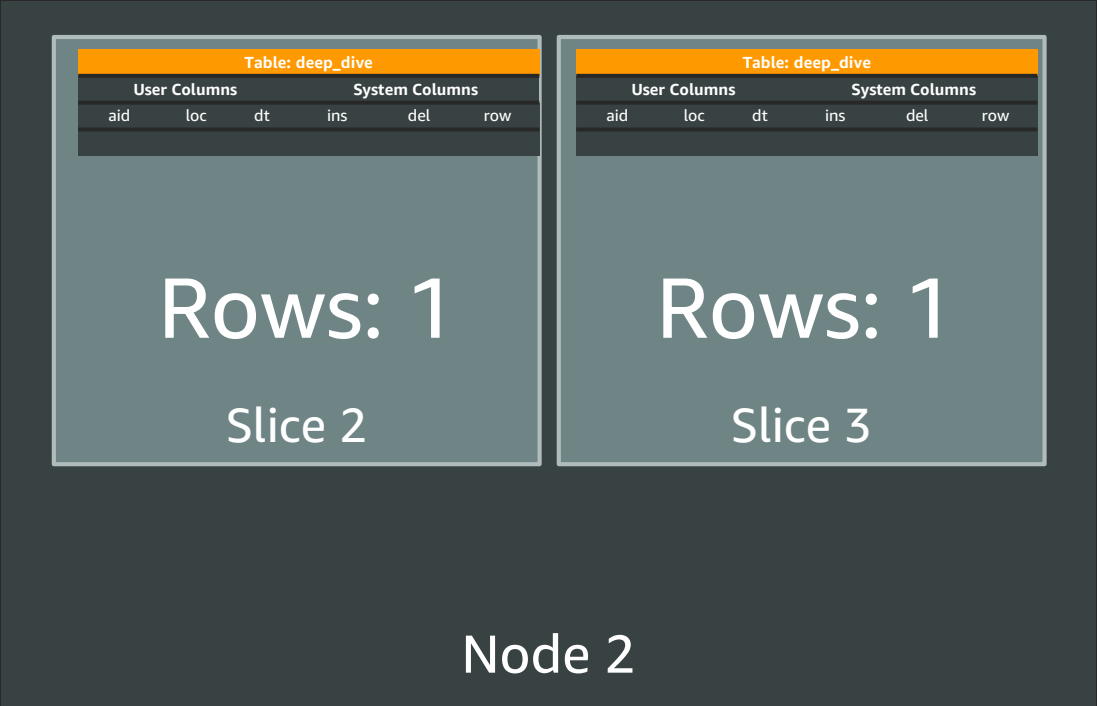 Table: deep_dive
User Columns System Columns
aid loc dt ins del row
Rows: 1
Slice 2
Table: deep_dive
User Columns System Columns
aid loc dt ins del row
Rows: 1
Slice 3
Node 2